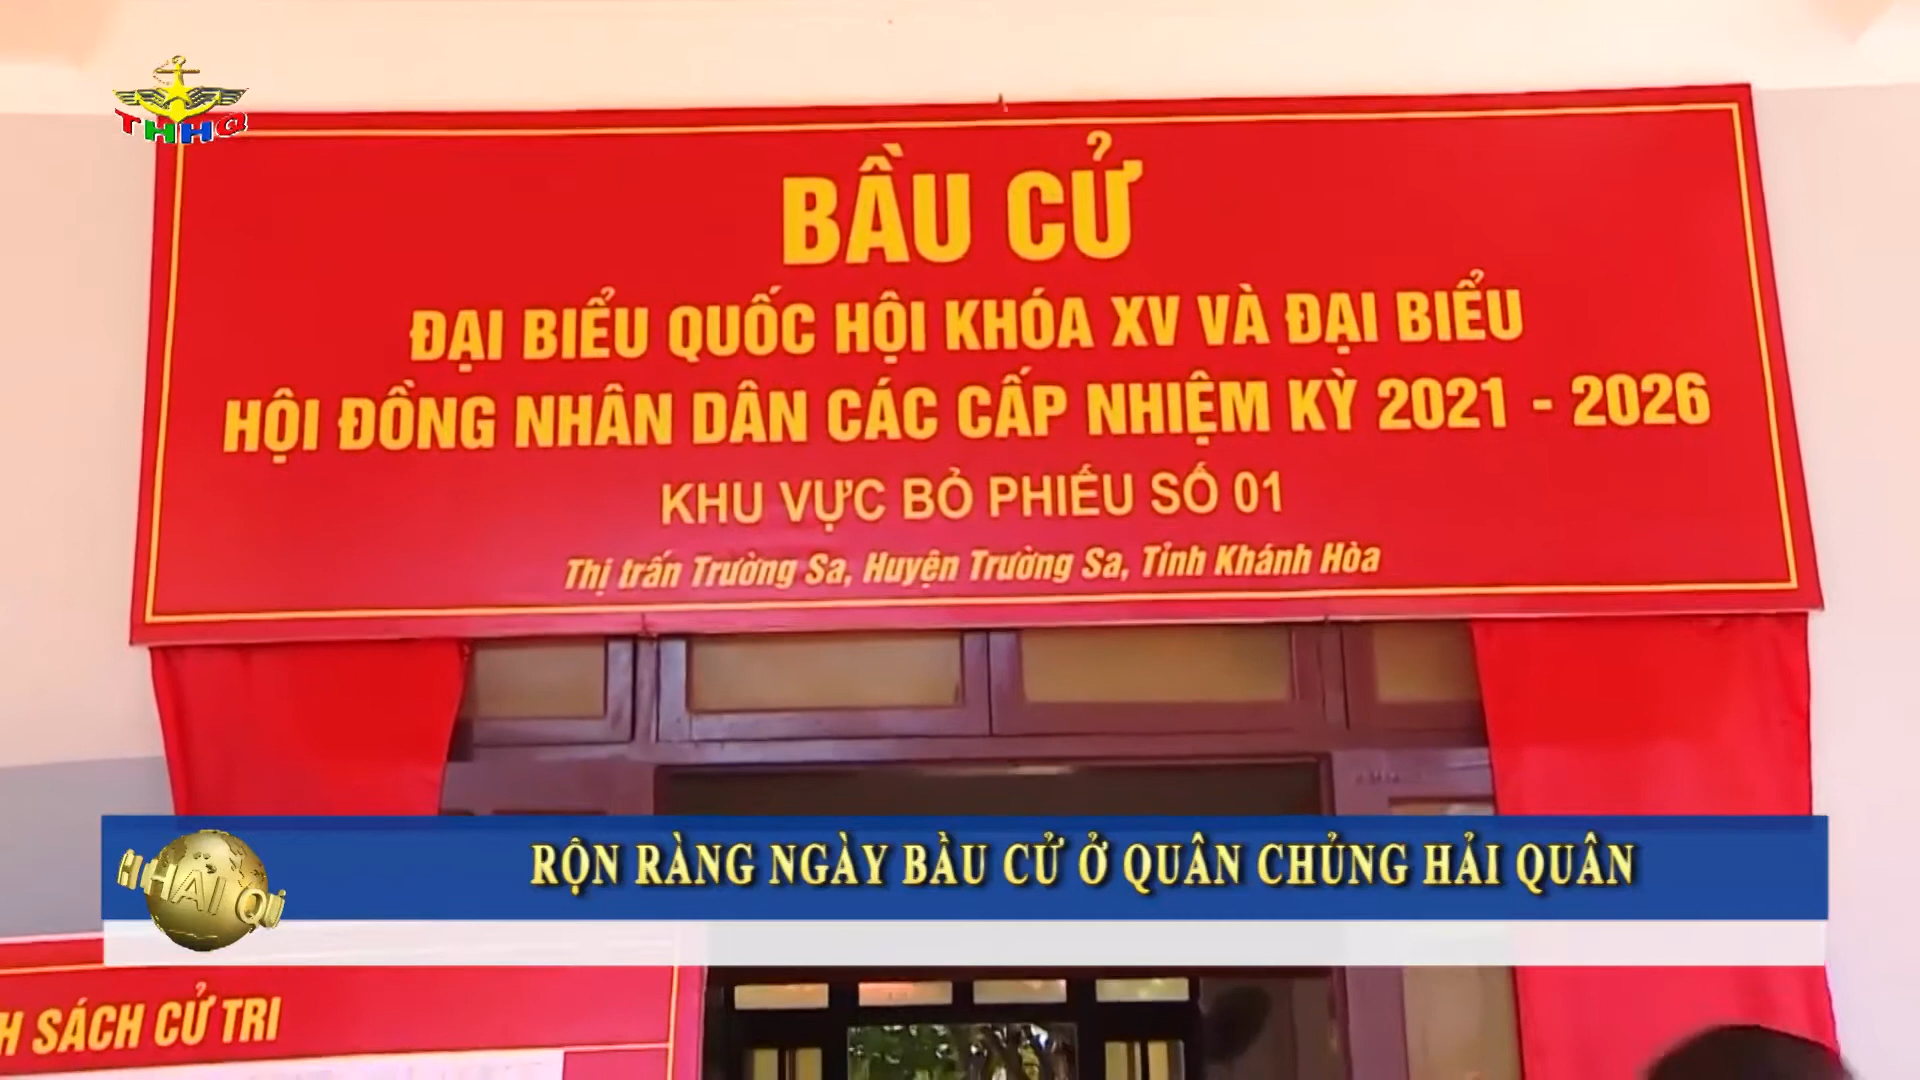 THHQ
BẦU CỬ
ĐẠI BIỂU QUỐC HỘI KHÓA XV VÀ ĐẠI BIỂU
HỘI ĐỒNG NHÂN DÂN CÁC CẤP NHIỆM KỲ 2021 - 2026
KHU VỰC BỎ PHIẾU SỐ 01
Thị trấn Trường Sa, Huyện Trường Sa, Tỉnh Khánh Hòa
RỘN RÀNG NGÀY BẦU CỬ Ở QUÂN CHỦNG HẢI QUÂN
HẢI QU
H SÁCH CỬ TRI